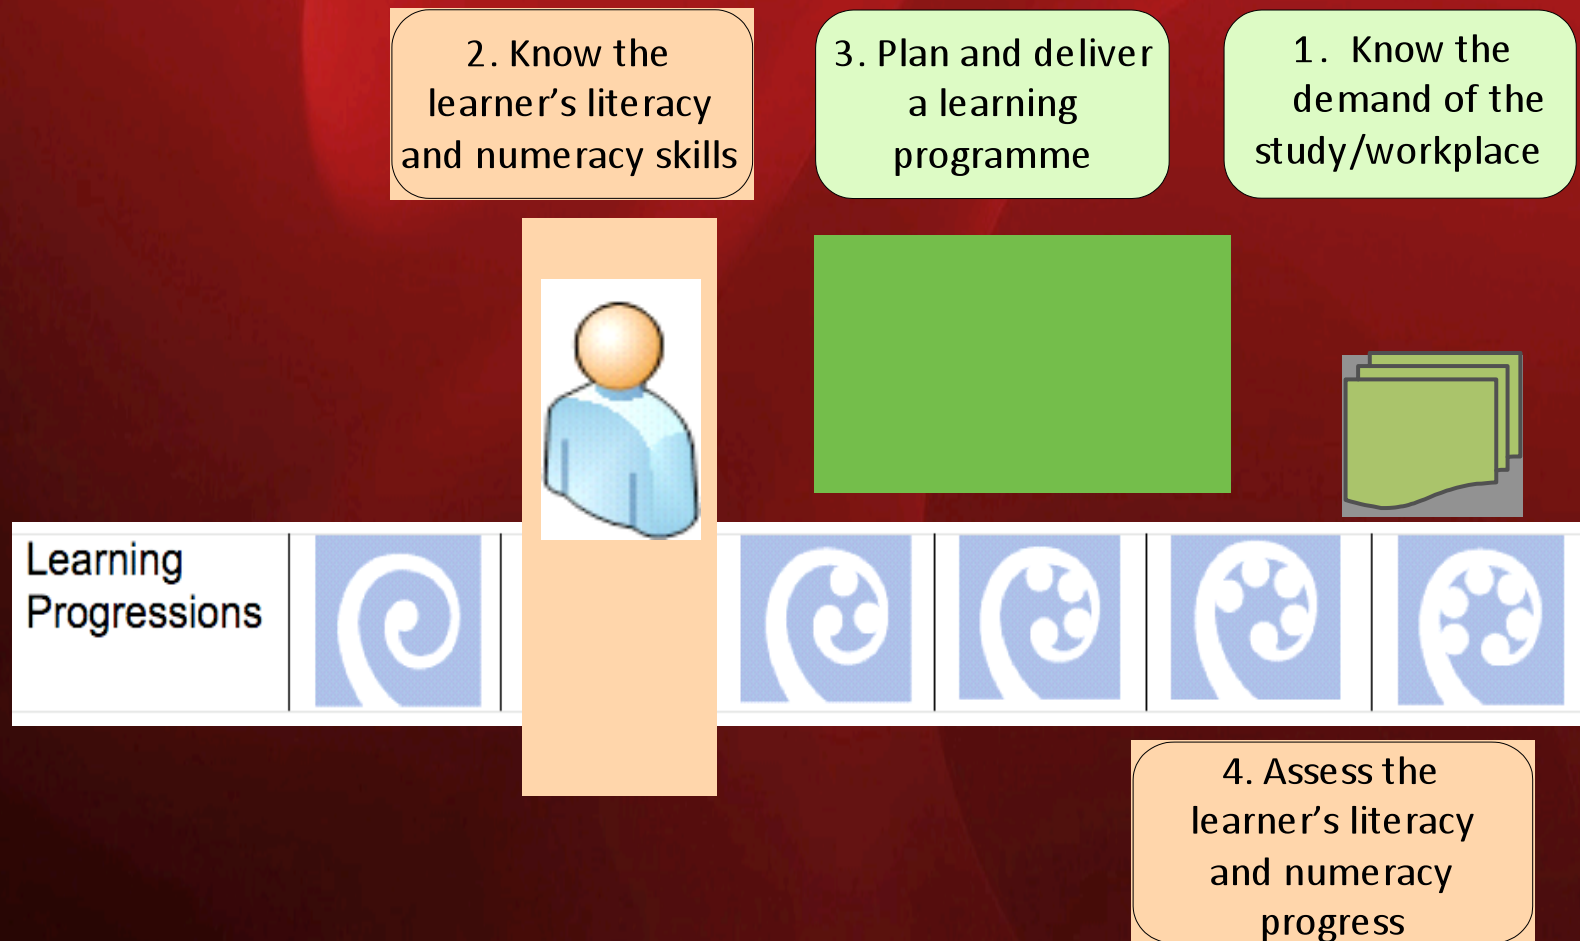 2. Know the
learner’s literacy
and numeracy skills
3. Plan and deliver
a learning
programme
1. Know the
demand of the
study/workplace
Learning
Progressions
4. Assess the
learner’s literacy
and numeracy
progress